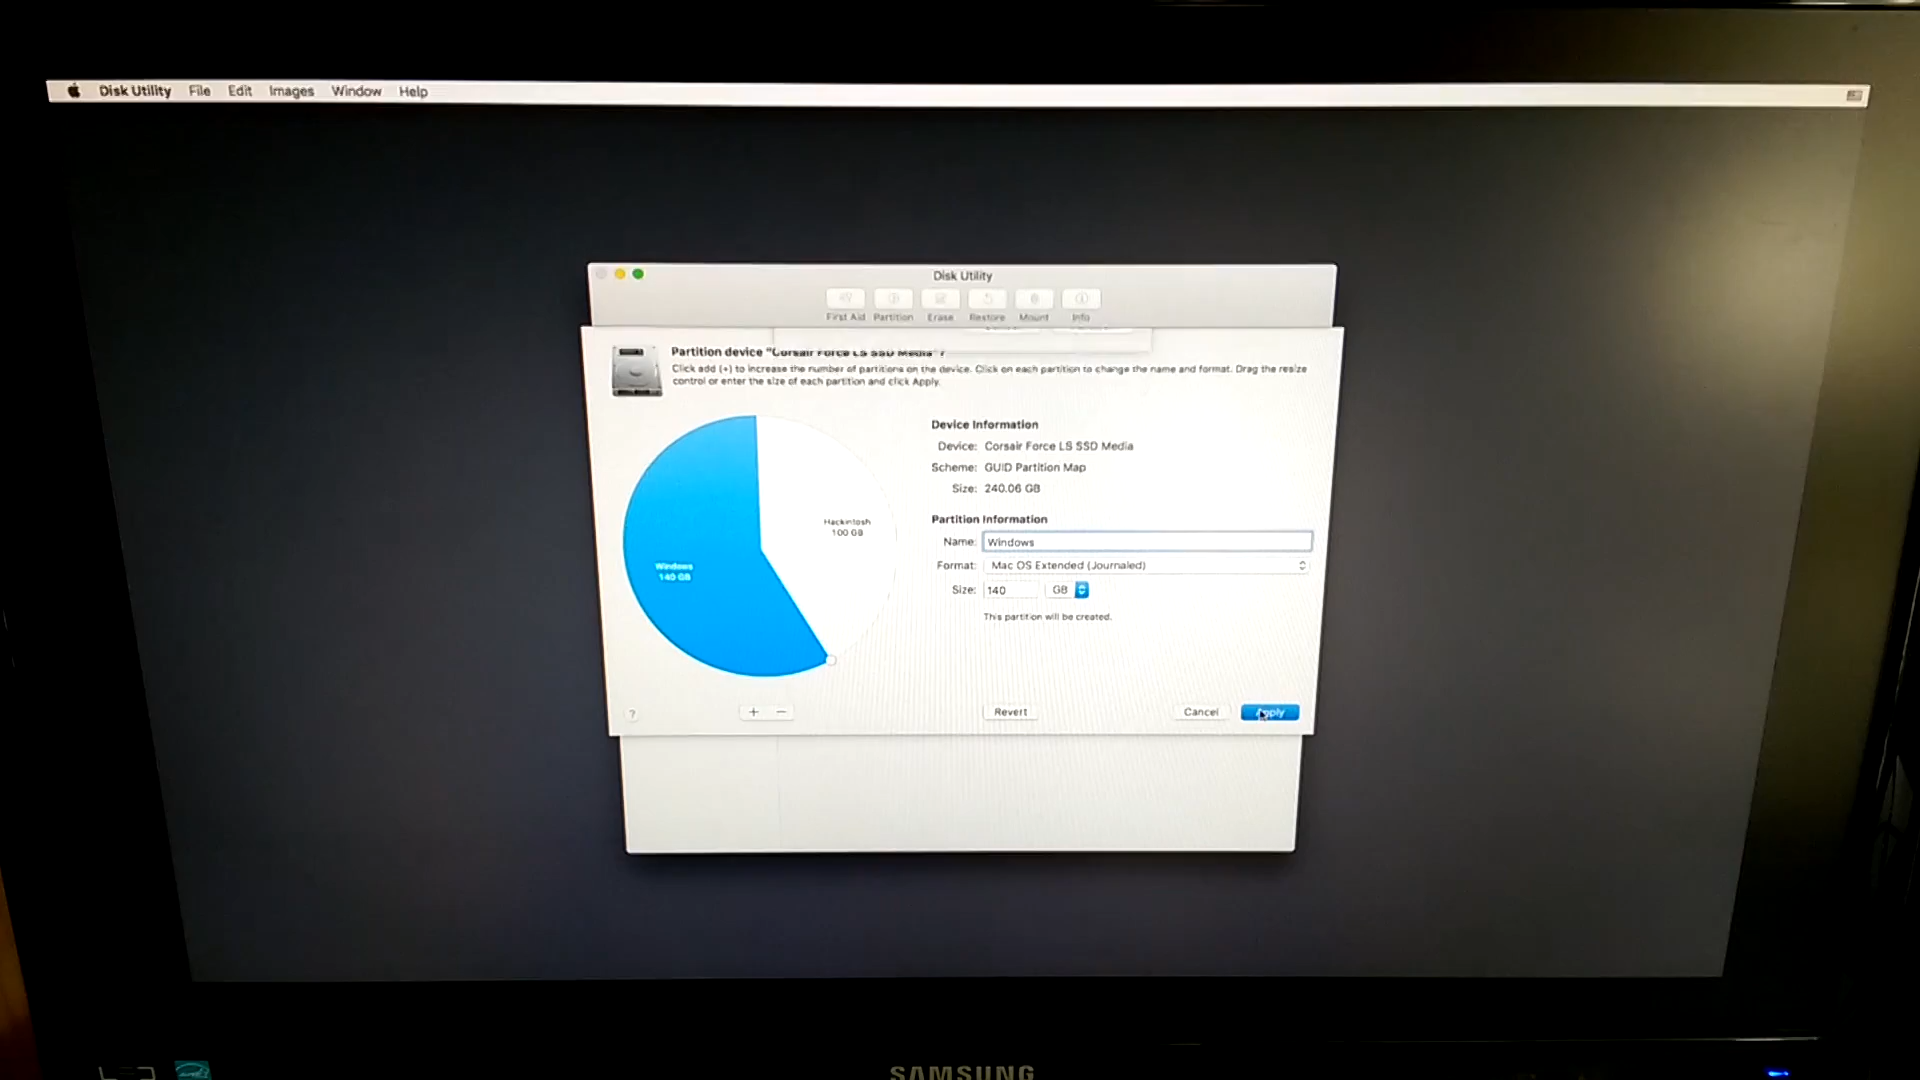 Disk Utility File Edit Images Window Help
Disk Utility
First Aid Partition Erase Restore Mount Info
Partition device "Corsair Force LS SSD Media"?
Click add (+) to increase the number of partitions on the device. Click on each partition to change the name and format. Drag the resize
control or enter the size of each partition and click Apply.
Device Information
Device: Corsair Force LS SSD Media
Scheme: GUID Partition Map
Size: 240.06 GB
Hackintosh
100 GB
Windows
140 GB
Partition Information
Name: Windows
Format: Mac OS Extended (Journaled)
Size: 140 GB
This partition will be created.
? + − Revert Cancel Apply
SAMSUNG